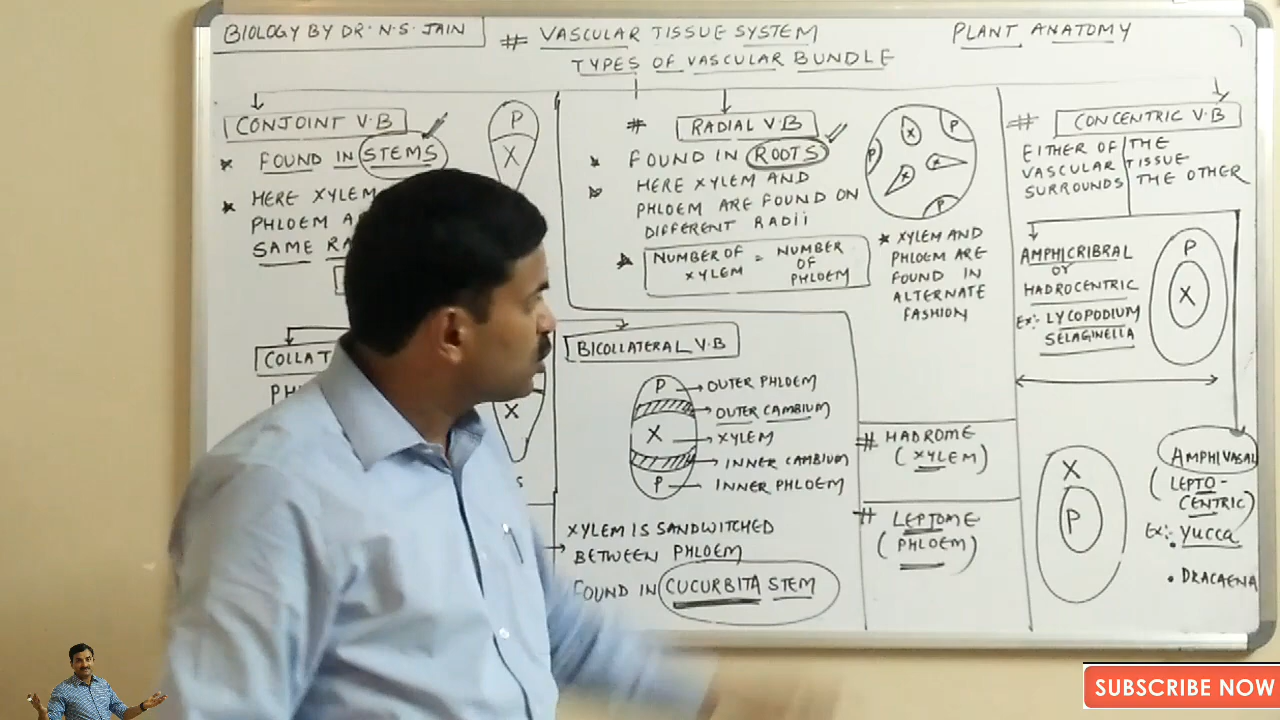 BIOLOGY BY DR. N.S. JAIN
# VASCULAR TISSUE SYSTEM
PLANT ANATOMY
TYPES OF VASCULAR BUNDLE
CONJOINT V.B
FOUND IN STEMS
HERE XYLEM
PHLOEM
SAME
P
X
X
# RADIAL V.B
FOUND IN ROOTS
HERE XYLEM AND
PHLOEM ARE FOUND ON
DIFFERENT RADII
NUMBER OF XYLEM = NUMBER OF PHLOEM
P
P
P
X
X
X
XYLEM AND
PHLOEM ARE
FOUND IN
ALTERNATE
FASHION
BICOLLATERAL V.B
P OUTER PHLOEM
OUTER CAMBIUM
X XYLEM
INNER CAMBIUM
P INNER PHLOEM
XYLEM IS SANDWITCHED
BETWEEN PHLOEM
FOUND IN CUCURBITA STEM
# HADROME
(XYLEM)
# LEPTOME
(PHLOEM)
# CONCENTRIC V.B
EITHER OF THE
VASCULAR TISSUE
SURROUNDS THE OTHER
AMPHICRIBRAL
or
HADROCENTRIC
Ex:- LYCOPODIUM
SELAGINELLA
P
X
X
P
AMPHIVASAL
(LEPTO-
CENTRIC)
Ex:- Yucca
• DRACAENA
SUBSCRIBE NOW